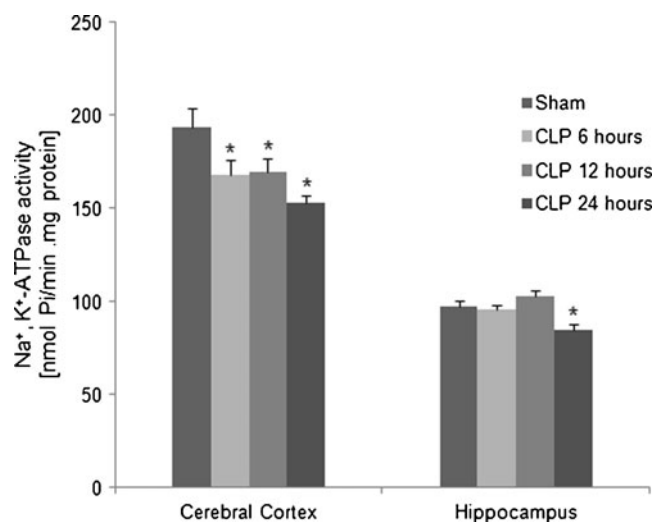 Na⁺, K⁺-ATPase activity
[nmol Pi/min .mg protein]
250
200
150
100
50
0
* * *
*
Sham
CLP 6 hours
CLP 12 hours
CLP 24 hours
Cerebral Cortex
Hippocampus